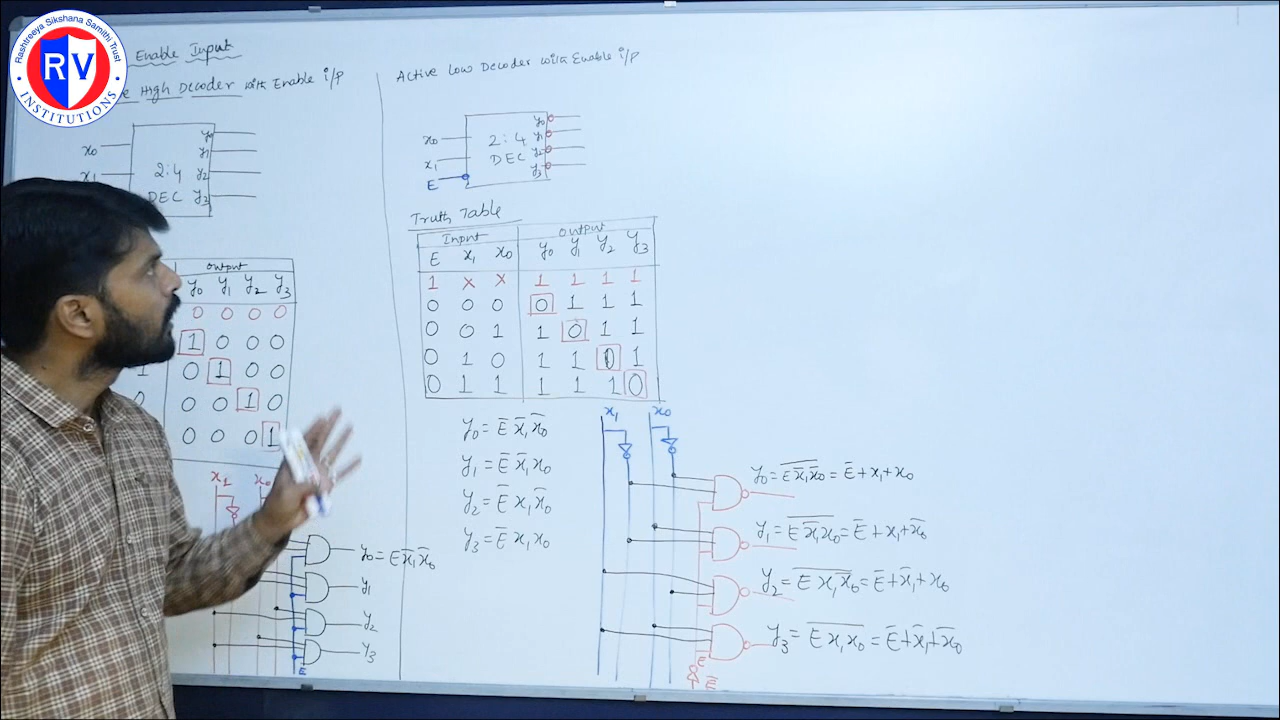 Rashtreeya Sikshana Samithi Trust
RV
INSTITUTIONS
Enable Input
High Decoder with Enable i/p
x₀
x₁
2:4
DEC
y₀
y₁
y₂
y₃
output
y₀ y₁ y₂ y₃
0 0 0 0
1 0 0 0
1 0 1 0 0
0 0 0 1 0
0 0 0 1
x₁
y₀ = E x̅₁ x̅₀
y₁
y₂
y₃
E
Active Low Decoder with Enable i/p
x₀
x₁
E
2:4
DEC
y₀
y₁
y₂
y₃
Truth Table
Input Output
E x₁ x₀ y₀ y₁ y₂ y₃
1 x x 1 1 1 1
0 0 0 0 1 1 1
0 0 1 1 0 1 1
0 1 0 1 1 0 1
0 1 1 1 1 1 0
y₀ = E̅ x̅₁ x̅₀
y₁ = E̅ x̅₁ x₀
y₂ = E̅ x₁ x̅₀
y₃ = E̅ x₁ x₀
x₁ x₀
y₀ = \overline{E x̅₁ x̅₀} = E̅ + x₁ + x₀
y₁ = \overline{E x̅₁ x₀} = E̅ + x₁ + x̅₀
y₂ = \overline{E x₁ x̅₀} = E̅ + x̅₁ + x₀
y₃ = \overline{E x₁ x₀} = E̅ + x̅₁ + x̅₀
E
E̅